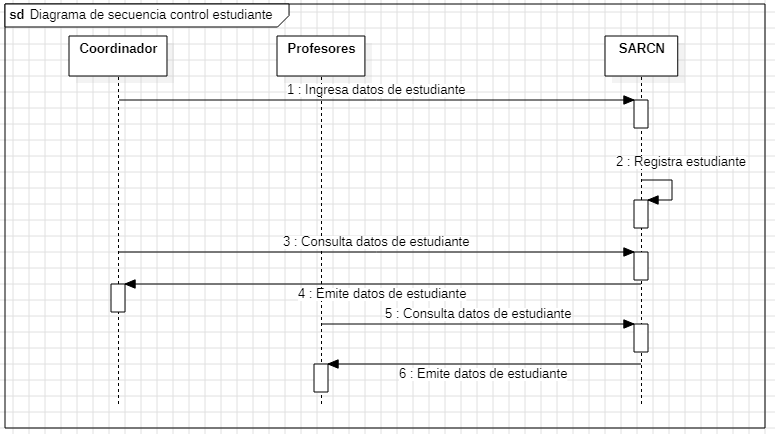 sd Diagrama de secuencia control estudiante
Coordinador
Profesores
SARCN
1 : Ingresa datos de estudiante
2 : Registra estudiante
3 : Consulta datos de estudiante
4 : Emite datos de estudiante
5 : Consulta datos de estudiante
6 : Emite datos de estudiante